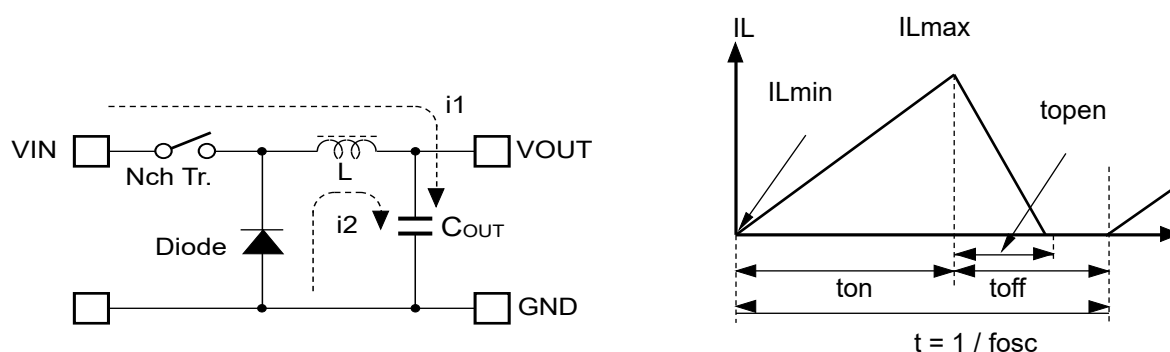 i1
VIN
Nch Tr.
L
VOUT
i2
COUT
Diode
GND
IL
ILmax
ILmin
topen
ton
toff
t = 1 / fosc